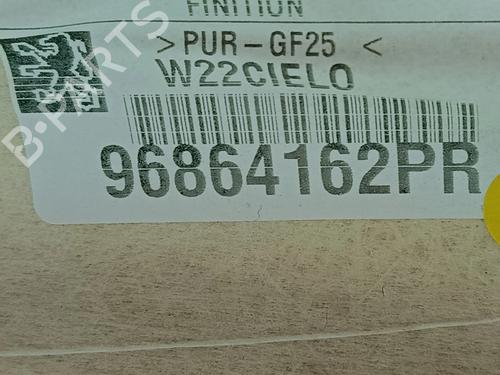 FINITION
>PUR-GF25 <
W22CIELO
96864162PR
B-PARTS